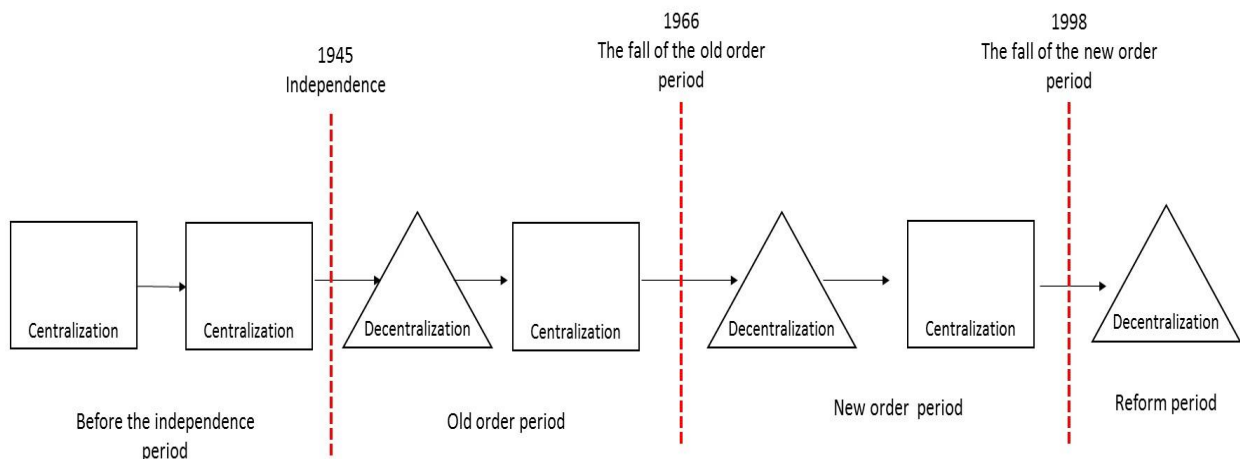 1945
Independence
1966
The fall of the old order
period
1998
The fall of the new order
period
Centralization
Centralization
Decentralization
Centralization
Decentralization
Centralization
Decentralization
Before the independence
period
Old order period
New order period
Reform period